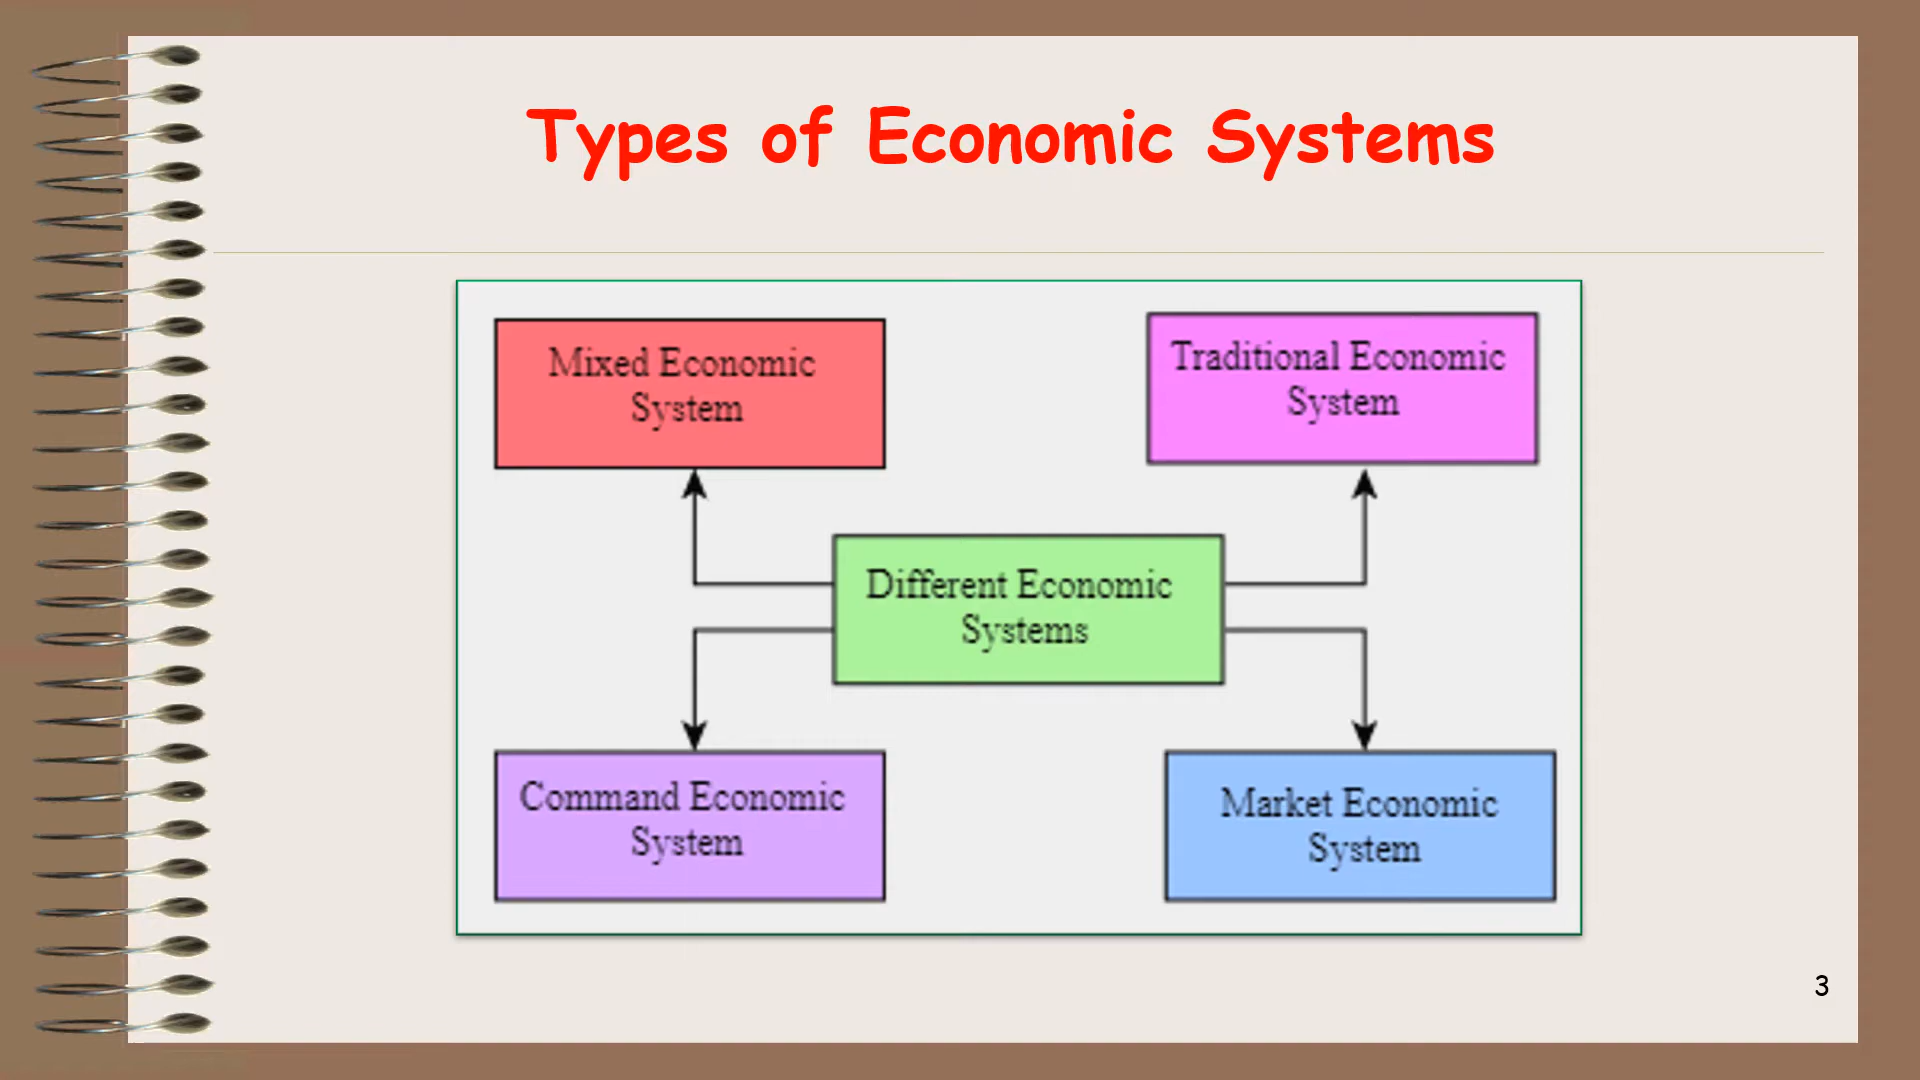 Types of Economic Systems
Mixed Economic
System
Traditional Economic
System
Different Economic
Systems
Command Economic
System
Market Economic
System
3